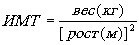 ИМТ = вес(кг) / [рост(м)]²